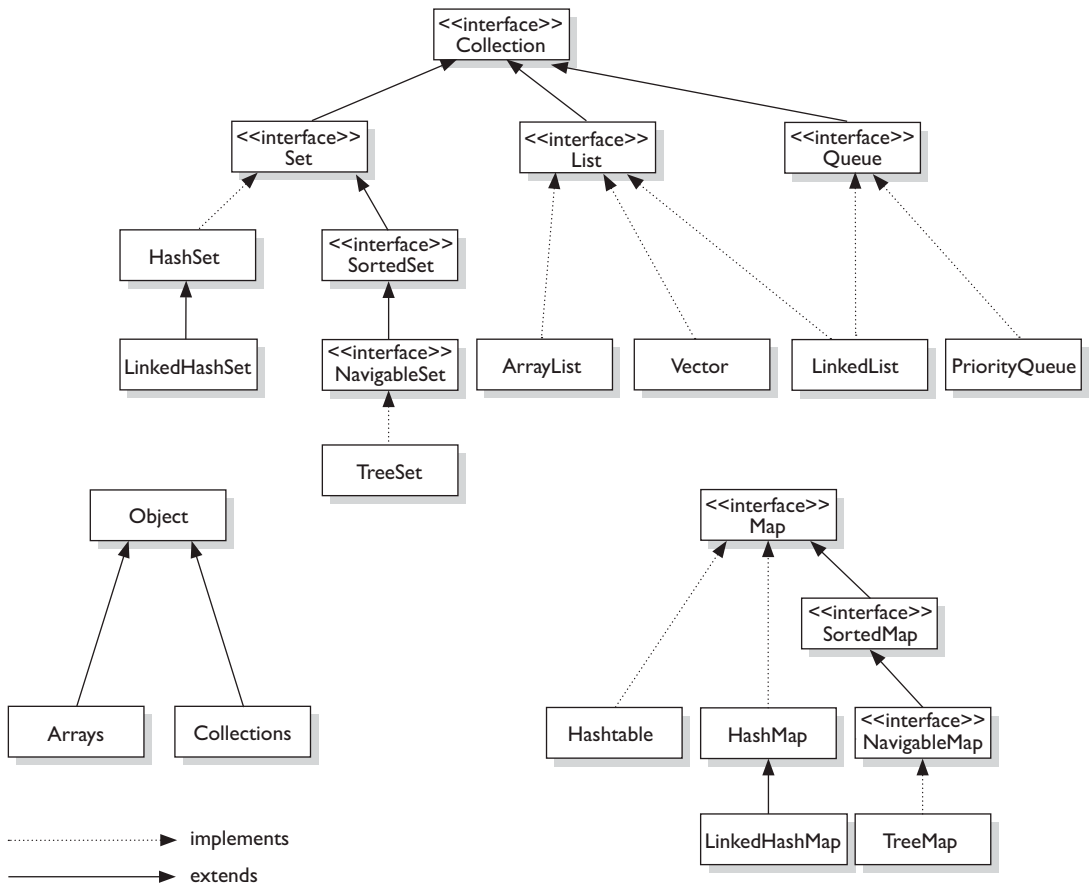 <<interface>>
Collection
<<interface>>
Set
<<interface>>
List
<<interface>>
Queue
HashSet
<<interface>>
SortedSet
LinkedHashSet
<<interface>>
NavigableSet
ArrayList
Vector
LinkedList
PriorityQueue
TreeSet
Object
<<interface>>
Map
<<interface>>
SortedMap
Arrays
Collections
Hashtable
HashMap
<<interface>>
NavigableMap
LinkedHashMap
TreeMap
implements
extends